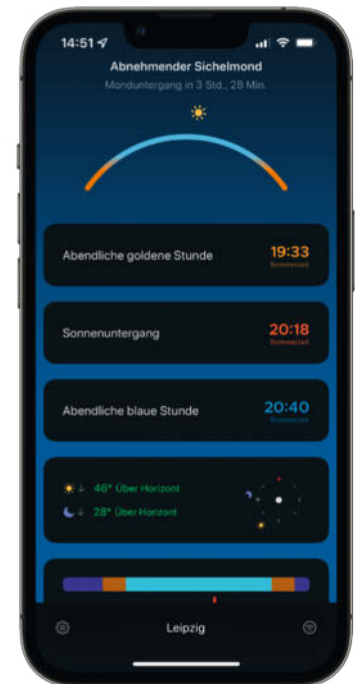 14:51
Abnehmender Sichelmond
Monduntergang in 3 Std., 28 Min.
Abendliche goldene Stunde
19:33
Sommerzeit
Sonnenuntergang
20:18
Sommerzeit
Abendliche blaue Stunde
20:40
Sommerzeit
46° Über Horizont
28° Über Horizont
Leipzig